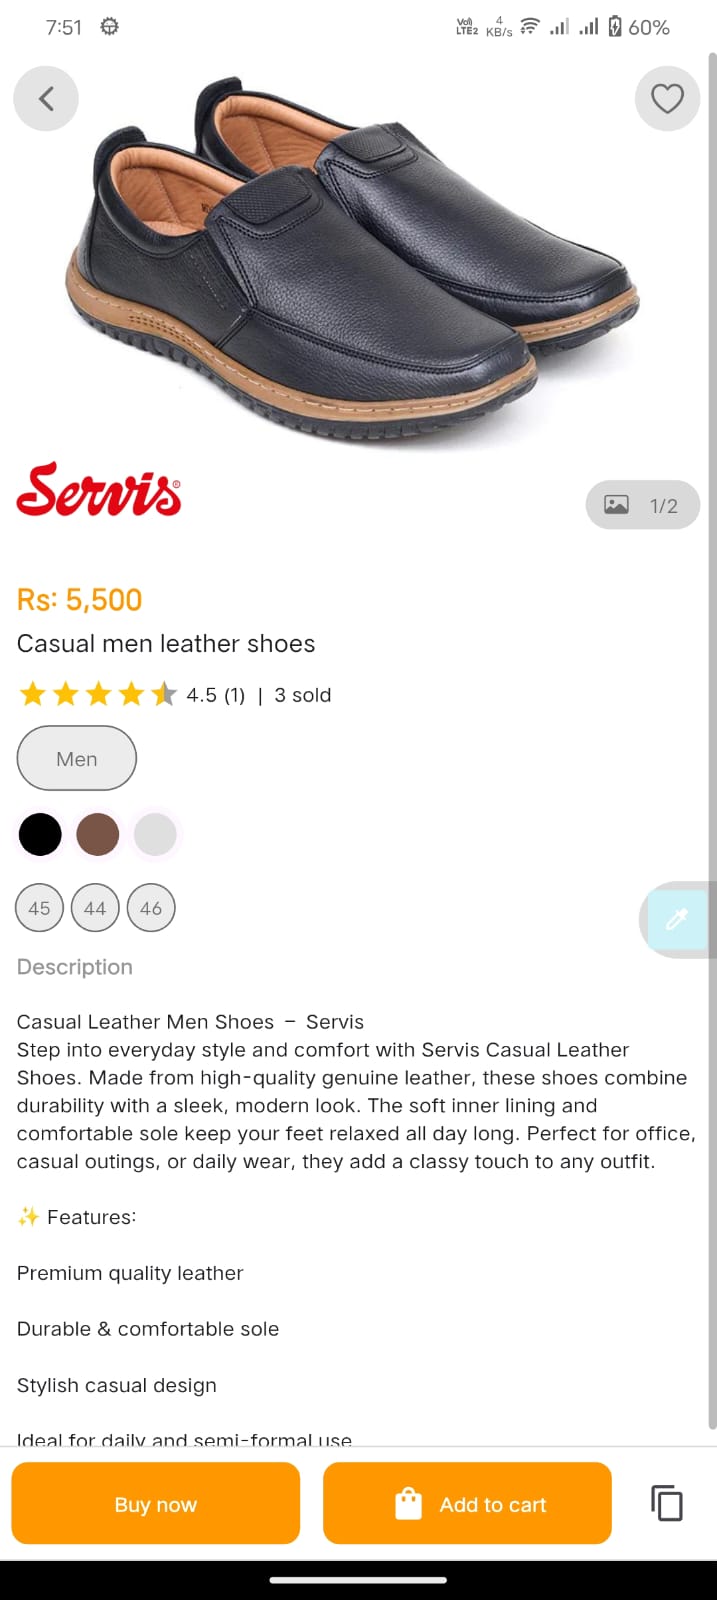 7:51
Vo)) LTE2 4 KB/s 60%
Servis®
1/2
Rs: 5,500
Casual men leather shoes
4.5 (1) | 3 sold
Men
45 44 46
Description
Casual Leather Men Shoes – Servis
Step into everyday style and comfort with Servis Casual Leather
Shoes. Made from high-quality genuine leather, these shoes combine
durability with a sleek, modern look. The soft inner lining and
comfortable sole keep your feet relaxed all day long. Perfect for office,
casual outings, or daily wear, they add a classy touch to any outfit.
✨ Features:
Premium quality leather
Durable & comfortable sole
Stylish casual design
Ideal for daily and semi-formal use
Buy now
Add to cart